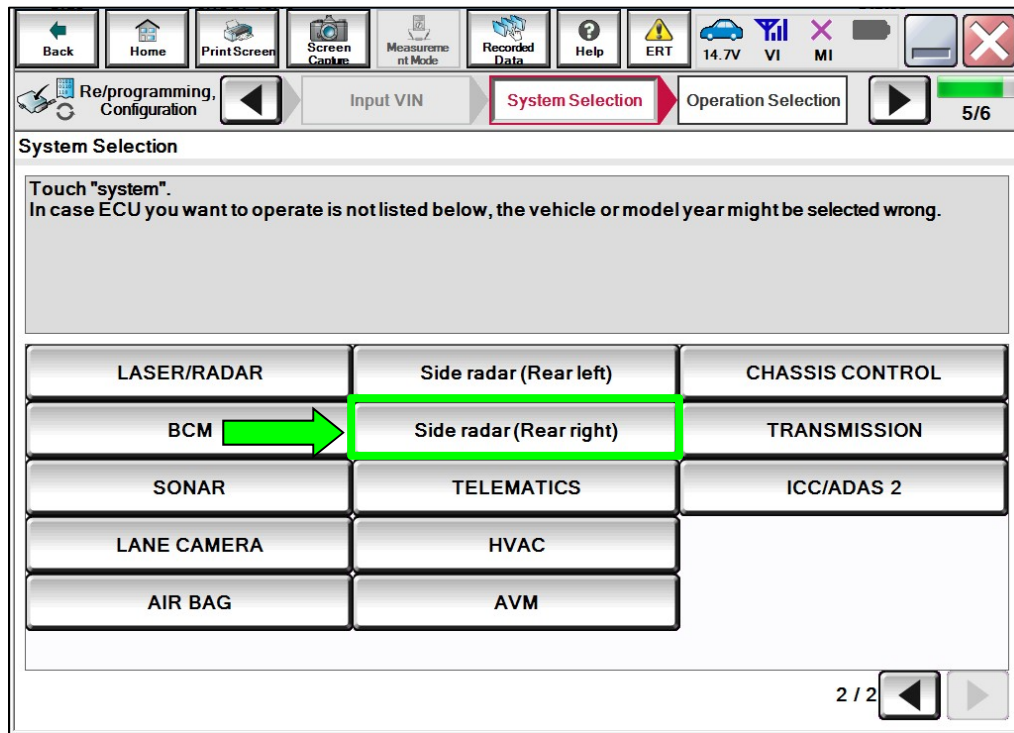 Back
Home
Print Screen
Screen
Capture
Measureme
nt Mode
Recorded
Data
Help
ERT
14.7V
VI
MI
Re/programming,
Configuration
Input VIN
System Selection
Operation Selection
5/6
System Selection
Touch "system".
In case ECU you want to operate is not listed below, the vehicle or model year might be selected wrong.
LASER/RADAR
Side radar (Rear left)
CHASSIS CONTROL
BCM
Side radar (Rear right)
TRANSMISSION
SONAR
TELEMATICS
ICC/ADAS 2
LANE CAMERA
HVAC
AIR BAG
AVM
2 / 2